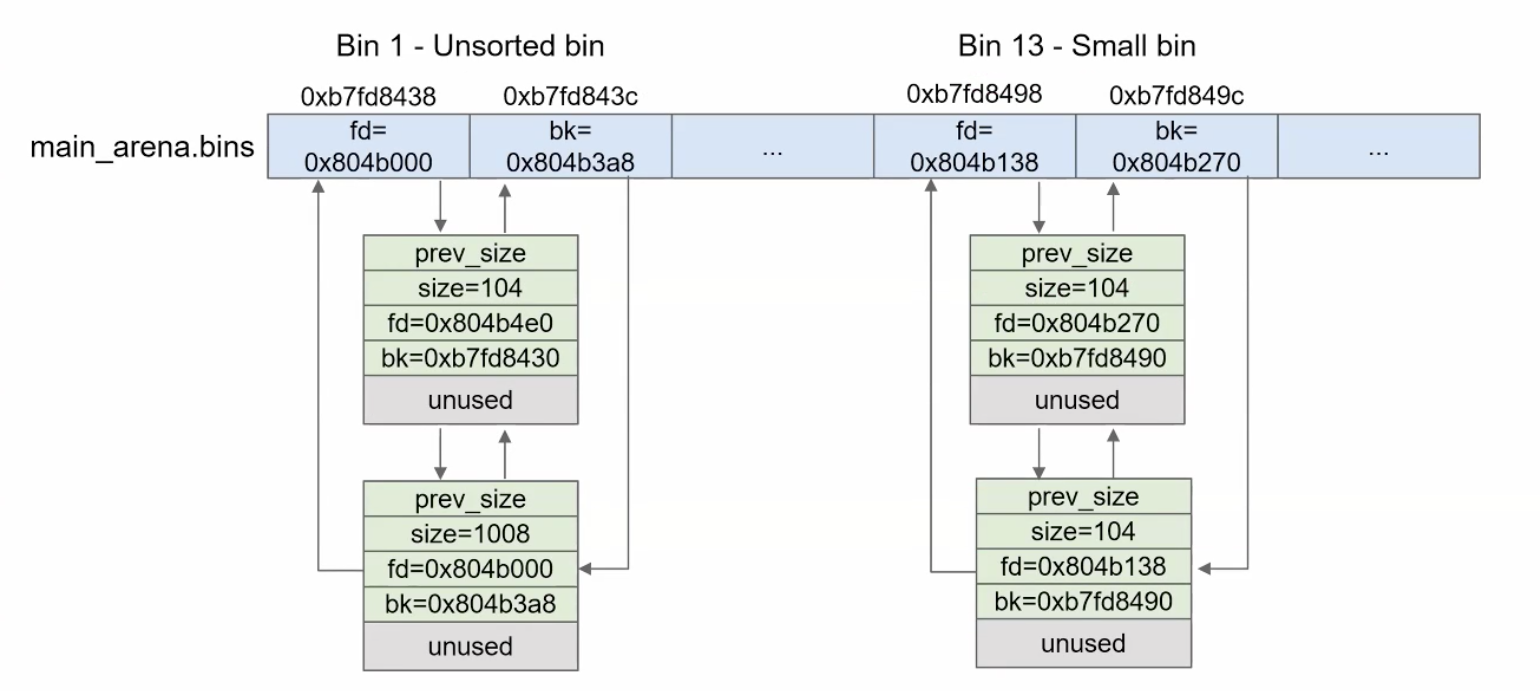 Bin 1 - Unsorted bin
Bin 13 - Small bin
0xb7fd8438
0xb7fd843c
0xb7fd8498
0xb7fd849c
main_arena.bins
fd=
0x804b000
bk=
0x804b3a8
...
fd=
0x804b138
bk=
0x804b270
...
prev_size
size=104
fd=0x804b4e0
bk=0xb7fd8430
unused
prev_size
size=1008
fd=0x804b000
bk=0x804b3a8
unused
prev_size
size=104
fd=0x804b270
bk=0xb7fd8490
unused
prev_size
size=104
fd=0x804b138
bk=0xb7fd8490
unused